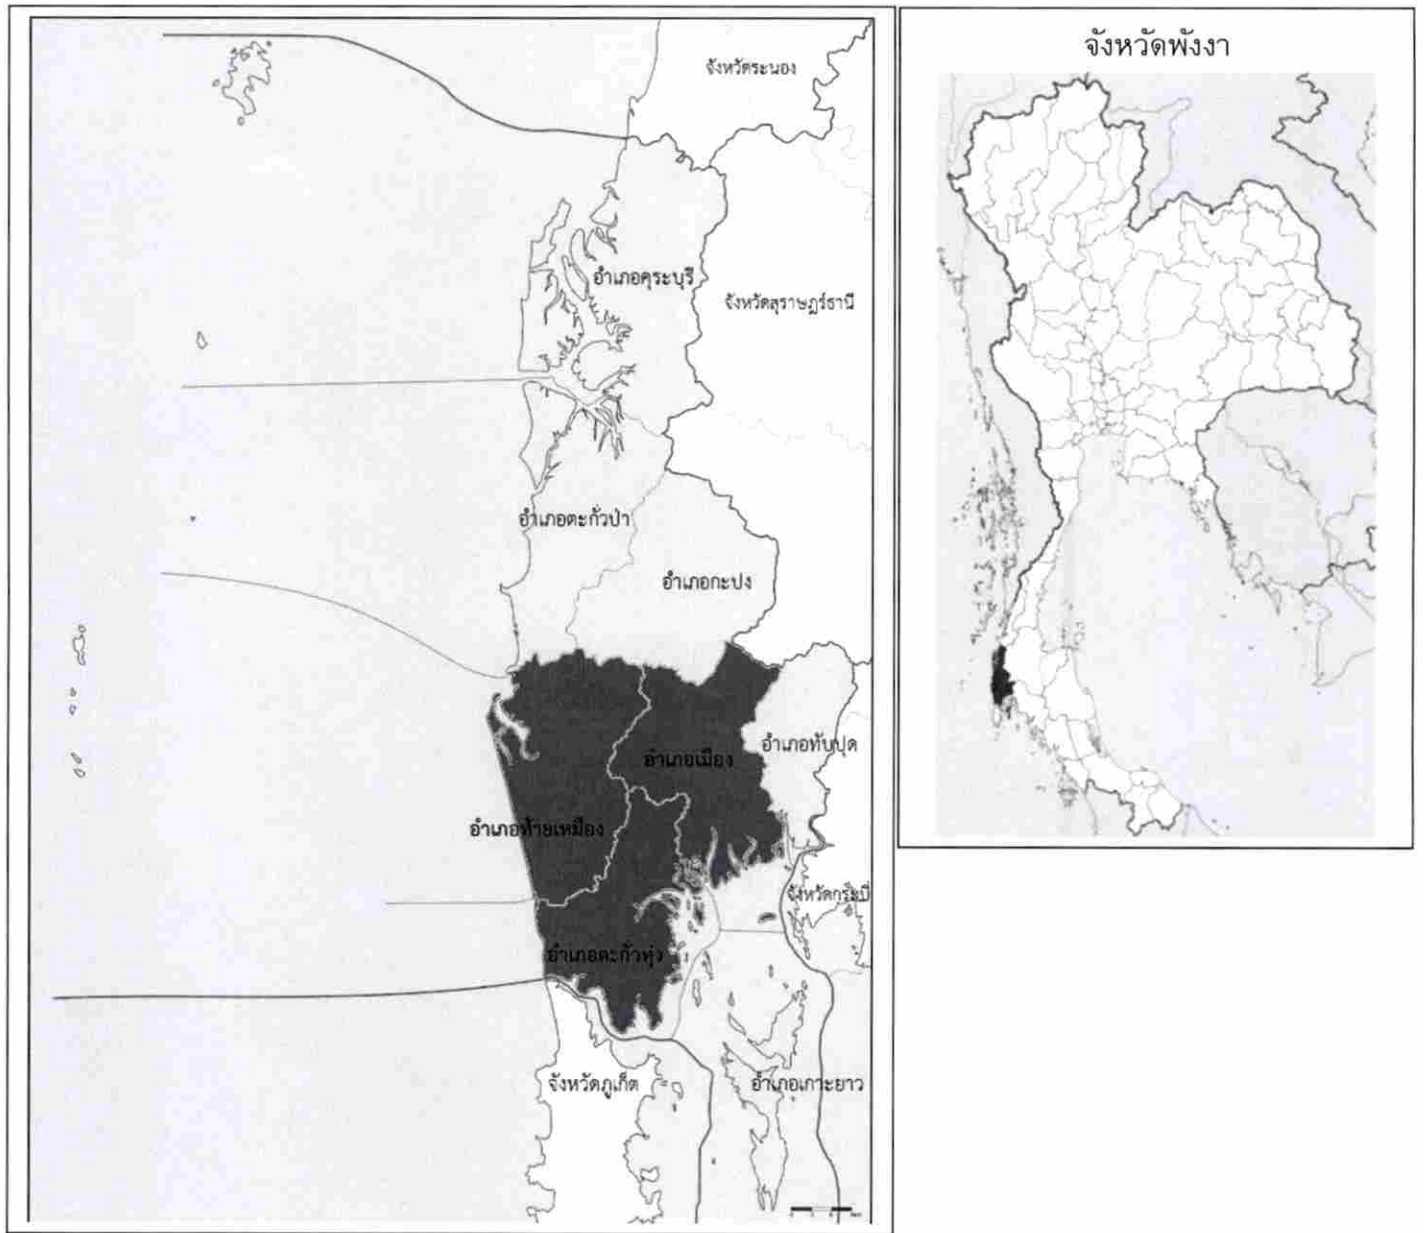 จังหวัดพังงา
จังหวัดระนอง
อำเภอคุระบุรี
จังหวัดสุราษฎร์ธานี
อำเภอตะกั่วป่า
อำเภอกะปง
อำเภอทับปุด
อำเภอเมือง
อำเภอท้ายเหมือง
จังหวัดกระบี่
อำเภอตะกั่วทุ่ง
จังหวัดภูเก็ต
อำเภอเกาะยาว